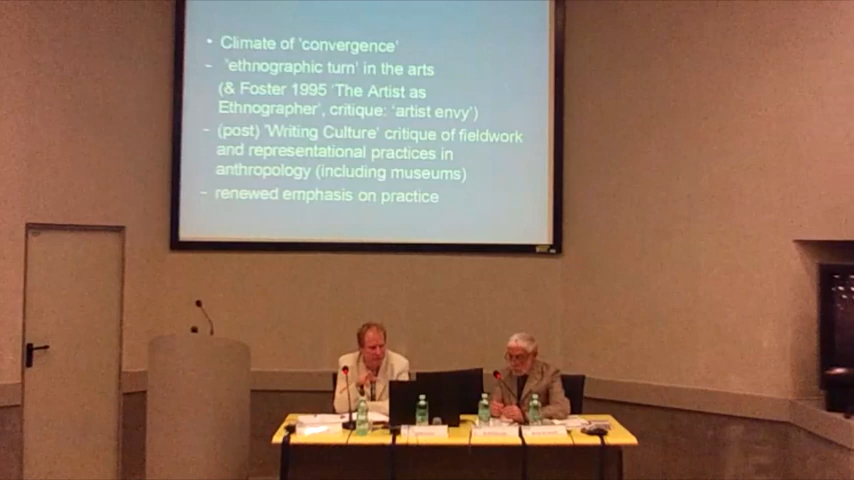 • Climate of 'convergence'
- 'ethnographic turn' in the arts
(& Foster 1995 'The Artist as
Ethnographer', critique: 'artist envy')
- (post) 'Writing Culture' critique of fieldwork
and representational practices in
anthropology (including museums)
- renewed emphasis on practice